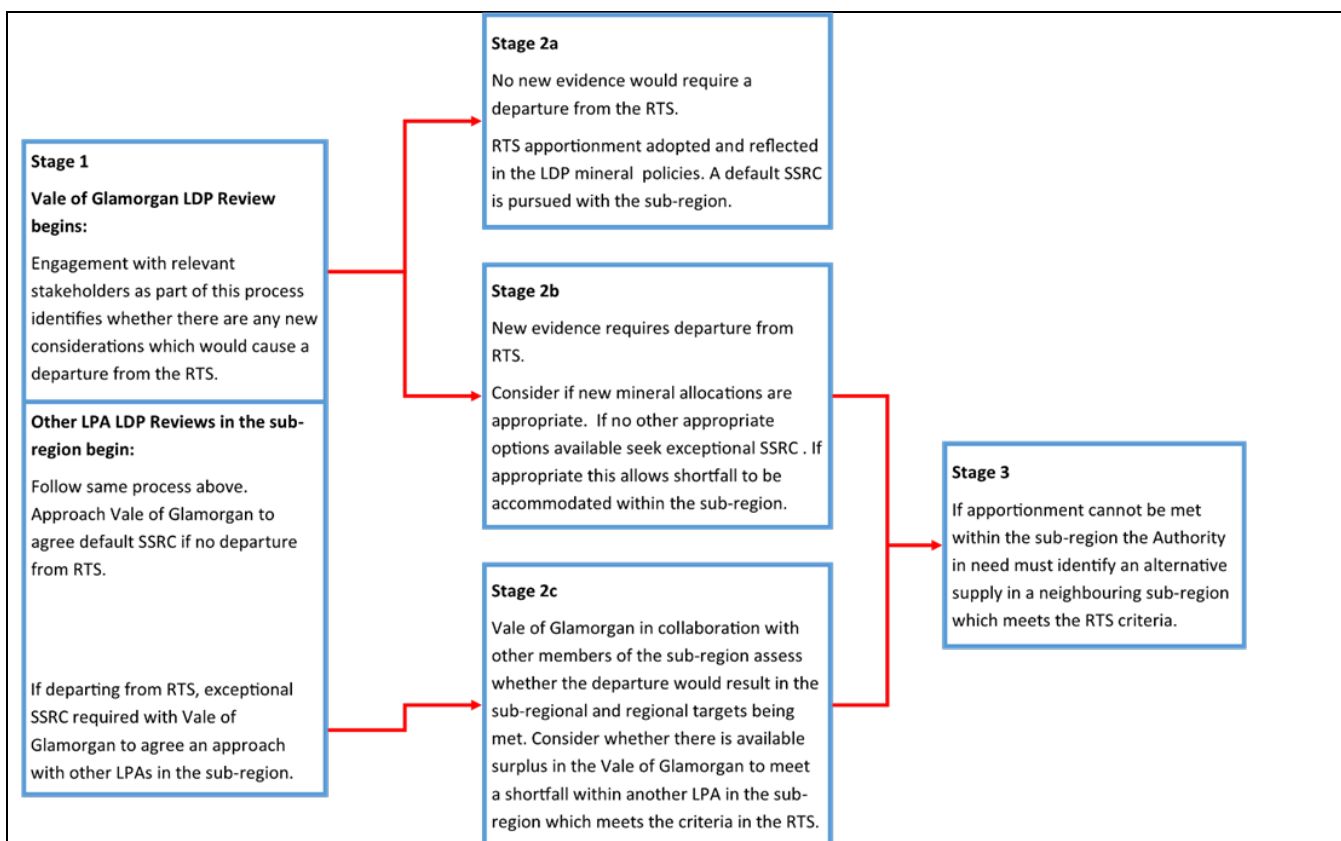 Stage 1
Vale of Glamorgan LDP Review
begins:
Engagement with relevant
stakeholders as part of this process
identifies whether there are any new
considerations which would cause a
departure from the RTS.
Other LPA LDP Reviews in the sub-
region begin:
Follow same process above.
Approach Vale of Glamorgan to
agree default SSRC if no departure
from RTS.
If departing from RTS, exceptional
SSRC required with Vale of
Glamorgan to agree an approach
with other LPAs in the sub-region.
Stage 2a
No new evidence would require a
departure from the RTS.
RTS apportionment adopted and reflected
in the LDP mineral policies. A default SSRC
is pursued with the sub-region.
Stage 2b
New evidence requires departure from
RTS.
Consider if new mineral allocations are
appropriate. If no other appropriate
options available seek exceptional SSRC . If
appropriate this allows shortfall to be
accommodated within the sub-region.
Stage 2c
Vale of Glamorgan in collaboration with
other members of the sub-region assess
whether the departure would result in the
sub-regional and regional targets being
met. Consider whether there is available
surplus in the Vale of Glamorgan to meet
a shortfall within another LPA in the sub-
region which meets the criteria in the RTS.
Stage 3
If apportionment cannot be met
within the sub-region the Authority
in need must identify an alternative
supply in a neighbouring sub-region
which meets the RTS criteria.